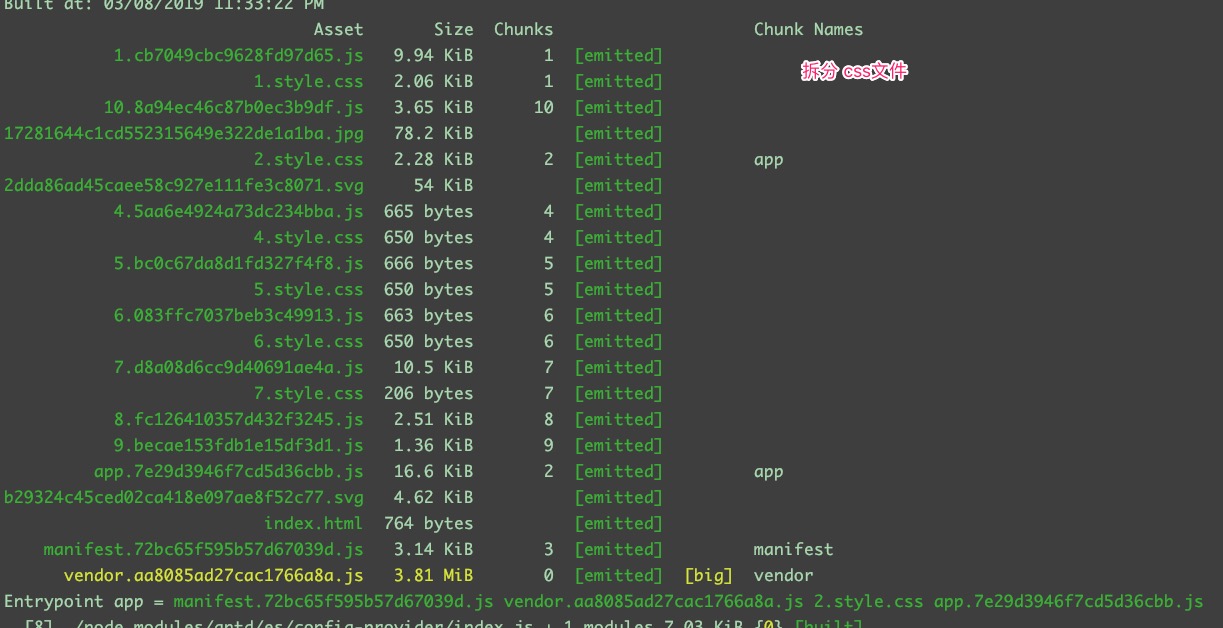 Built at: 03/08/2019 11:33:22 PM
Asset Size Chunks Chunk Names
1.cb7049cbc9628fd97d65.js 9.94 KiB 1 [emitted]
拆分 css文件
1.style.css 2.06 KiB 1 [emitted]
10.8a94ec46c87b0ec3b9df.js 3.65 KiB 10 [emitted]
17281644c1cd552315649e322de1a1ba.jpg 78.2 KiB [emitted]
2.style.css 2.28 KiB 2 [emitted] app
2dda86ad45caee58c927e111fe3c8071.svg 54 KiB [emitted]
4.5aa6e4924a73dc234bba.js 665 bytes 4 [emitted]
4.style.css 650 bytes 4 [emitted]
5.bc0c67da8d1fd327f4f8.js 666 bytes 5 [emitted]
5.style.css 650 bytes 5 [emitted]
6.083ffc7037beb3c49913.js 663 bytes 6 [emitted]
6.style.css 650 bytes 6 [emitted]
7.d8a08d6cc9d40691ae4a.js 10.5 KiB 7 [emitted]
7.style.css 206 bytes 7 [emitted]
8.fc126410357d432f3245.js 2.51 KiB 8 [emitted]
9.becae153fdb1e15df3d1.js 1.36 KiB 9 [emitted]
app.7e29d3946f7cd5d36cbb.js 16.6 KiB 2 [emitted] app
b29324c45ced02ca418e097ae8f52c77.svg 4.62 KiB [emitted]
index.html 764 bytes [emitted]
manifest.72bc65f595b57d67039d.js 3.14 KiB 3 [emitted] manifest
vendor.aa8085ad27cac1766a8a.js 3.81 MiB 0 [emitted] [big] vendor
Entrypoint app = manifest.72bc65f595b57d67039d.js vendor.aa8085ad27cac1766a8a.js 2.style.css app.7e29d3946f7cd5d36cbb.js
[8] ./node_modules/antd/es/config-provider/index.js + 1 modules 7.03 KiB {0} [built]